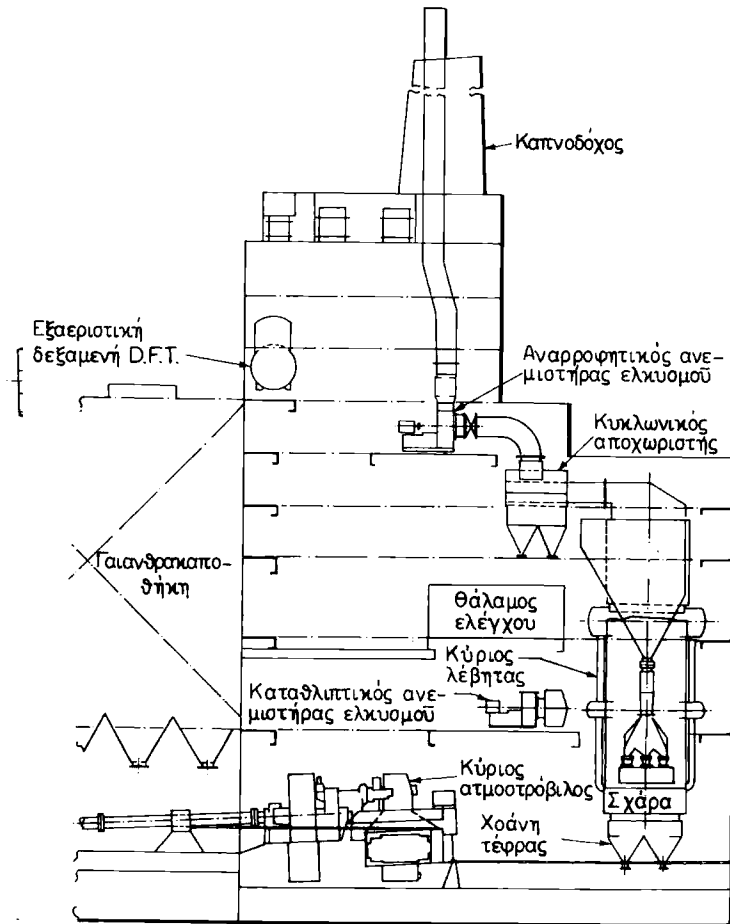 Καπνοδόχος
Εξαεριστική
δεξαμενή D.F.T.
Αναρροφητικός ανε-
μιστήρας ελκυσμού
Κυκλωνικός
αποχωριστής
Γαιανθρακαπο-
θήκη
Θάλαμος
ελέγχου
Κύριος
λέβητας
Καταθλιπτικός ανε-
μιστήρας ελκυσμού
Κύριος
ατμοστρόβιλος
Σχάρα
Χοάνη
τέφρας